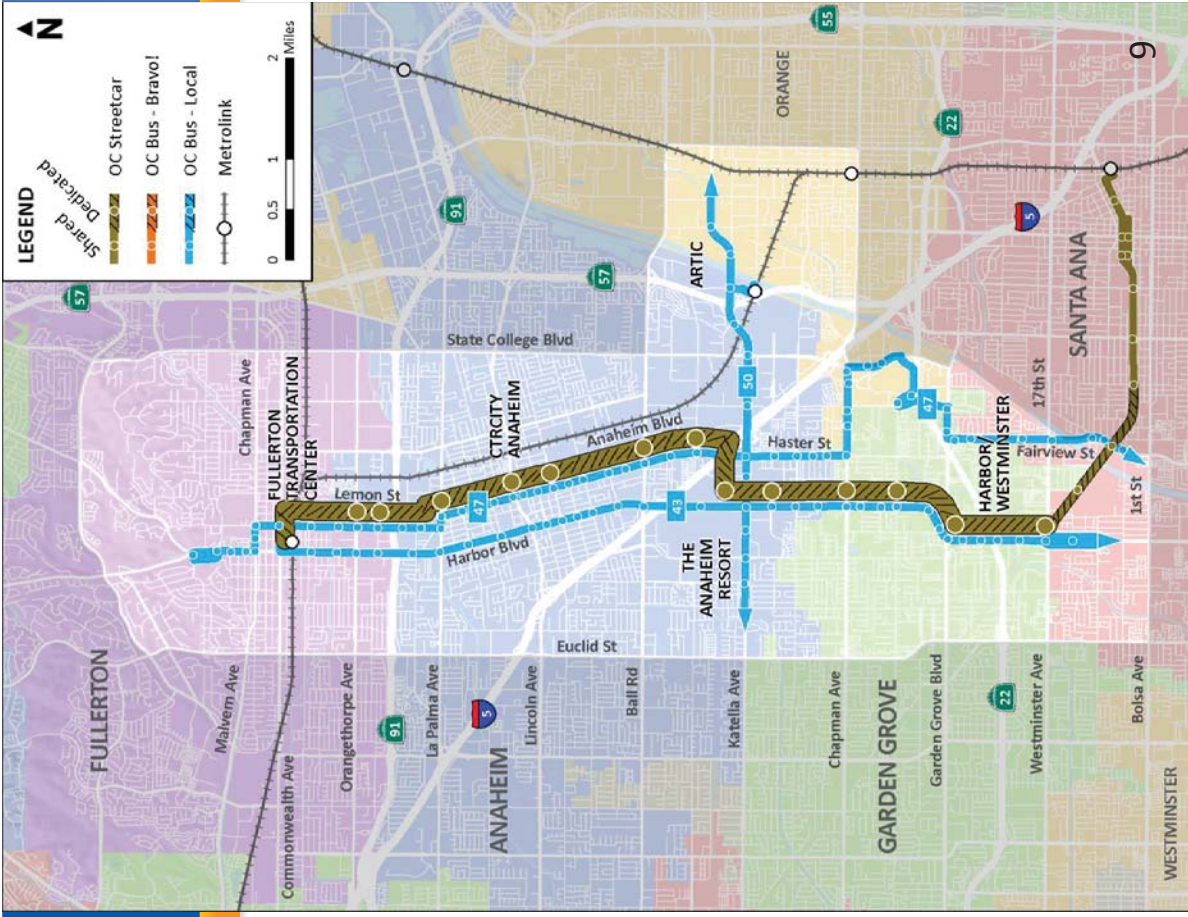 N
LEGEND
Shared
Dedicated
OC Streetcar
OC Bus - Bravo!
OC Bus - Local
Metrolink
0
0.5
1
2
Miles
57
91
57
55
22
5
FULLERTON
Malvern Ave
Chapman Ave
Commonwealth Ave
FULLERTON
TRANSPORTATION
CENTER
Orangethorpe Ave
Lemon St
State College Blvd
91
La Palma Ave
5
ANAHEIM
Lincoln Ave
Harbor Blvd
47
CTRCITY
ANAHEIM
Anaheim Blvd
Euclid St
Ball Rd
43
THE
ANAHEIM
RESORT
Katella Ave
50
ARTIC
ORANGE
Haster St
Chapman Ave
GARDEN GROVE
Garden Grove Blvd
47
22
HARBOR/
WESTMINSTER
Westminster Ave
17th St
Fairview St
SANTA ANA
1st St
Bolsa Ave
WESTMINSTER
9